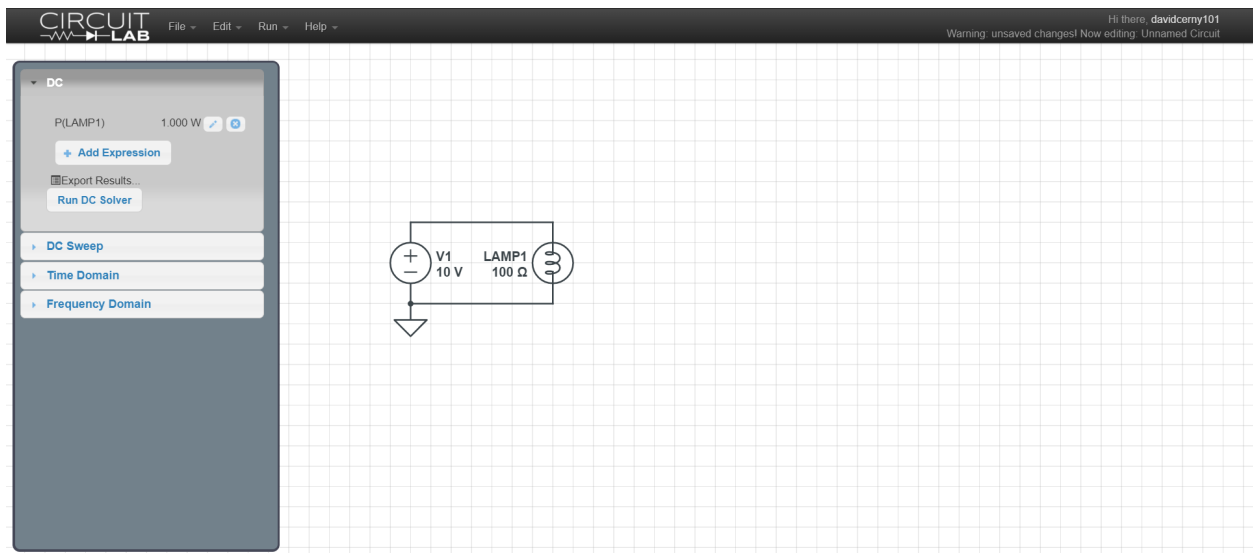 CIRCUIT
LAB
File Edit Run Help
Hi there, davidcerny101
Warning: unsaved changes! Now editing: Unnamed Circuit
DC
P(LAMP1) 1.000 W
+ Add Expression
Export Results...
Run DC Solver
DC Sweep
Time Domain
Frequency Domain
V1
10 V
LAMP1
100 Ω